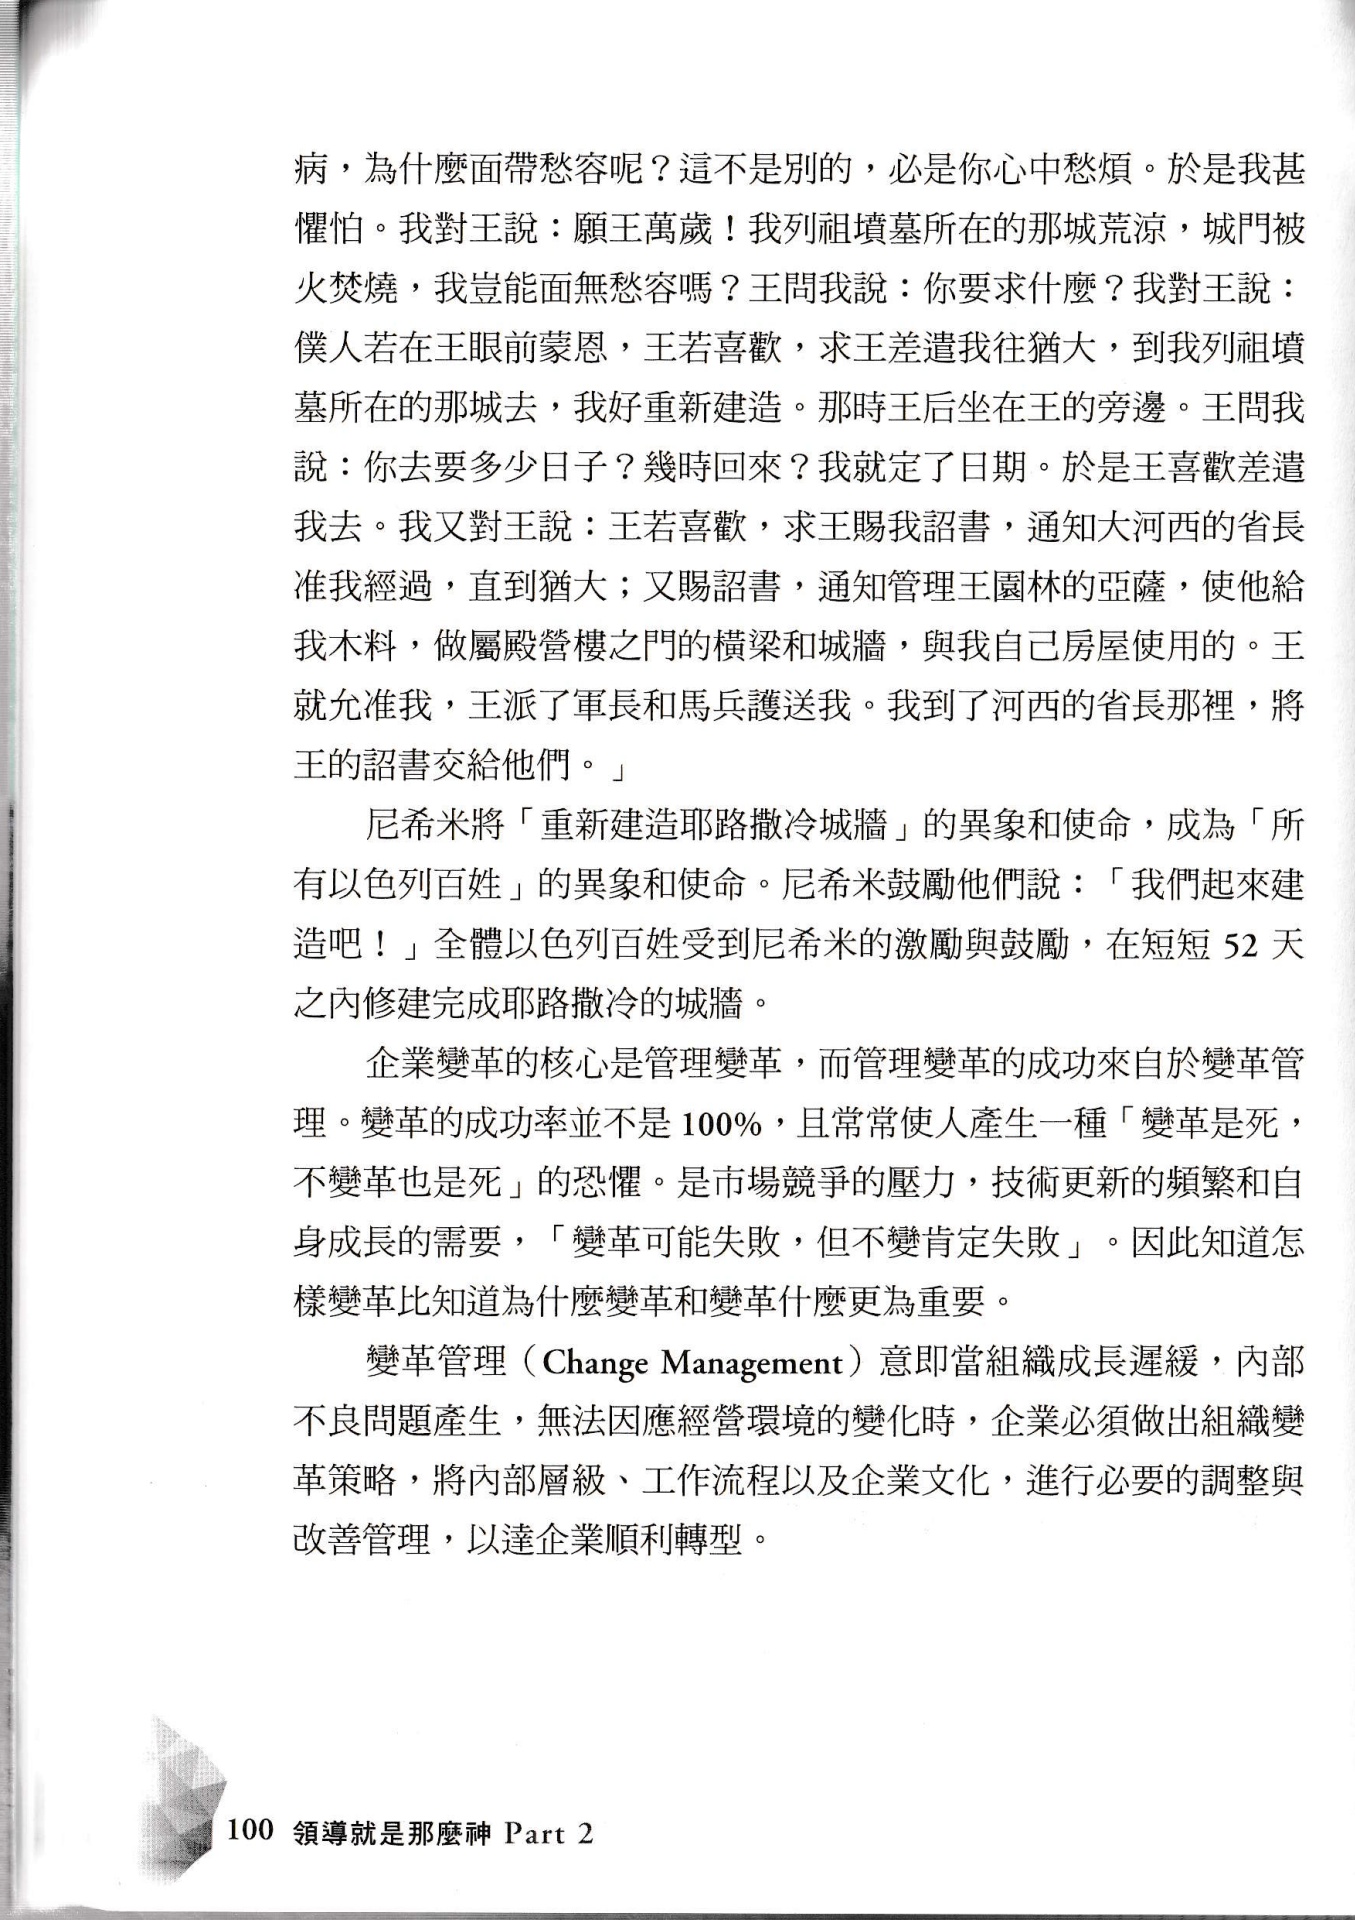 病，為什麼面帶愁容呢？這不是別的，必是你心中愁煩。於是我甚
懼怕。我對王說：願王萬歲！我列祖墳墓所在的那城荒涼，城門被
火焚燒，我豈能面無愁容嗎？王問我說：你要求什麼？我對王說：
僕人若在王眼前蒙恩，王若喜歡，求王差遣我往猶大，到我列祖墳
墓所在的那城去，我好重新建造。那時王后坐在王的旁邊。王問我
說：你去要多少日子？幾時回來？我就定了日期。於是王喜歡差遣
我去。我又對王說：王若喜歡，求王賜我詔書，通知大河西的省長
准我經過，直到猶大；又賜詔書，通知管理王園林的亞薩，使他給
我木料，做屬殿營樓之門的橫梁和城牆，與我自己房屋使用的。王
就允准我，王派了軍長和馬兵護送我。我到了河西的省長那裡，將
王的詔書交給他們。」
尼希米將「重新建造耶路撒冷城牆」的異象和使命，成為「所
有以色列百姓」的異象和使命。尼希米鼓勵他們說：「我們起來建
造吧！」全體以色列百姓受到尼希米的激勵與鼓勵，在短短 52 天
之內修建完成耶路撒冷的城牆。
企業變革的核心是管理變革，而管理變革的成功來自於變革管
理。變革的成功率並不是 100%，且常常使人產生一種「變革是死，
不變革也是死」的恐懼。是市場競爭的壓力，技術更新的頻繁和自
身成長的需要，「變革可能失敗，但不變肯定失敗」。因此知道怎
樣變革比知道為什麼變革和變革什麼更為重要。
變革管理（Change Management）意即當組織成長遲緩，內部
不良問題產生，無法因應經營環境的變化時，企業必須做出組織變
革策略，將內部層級、工作流程以及企業文化，進行必要的調整與
改善管理，以達企業順利轉型。
100 領導就是那麼神 Part 2